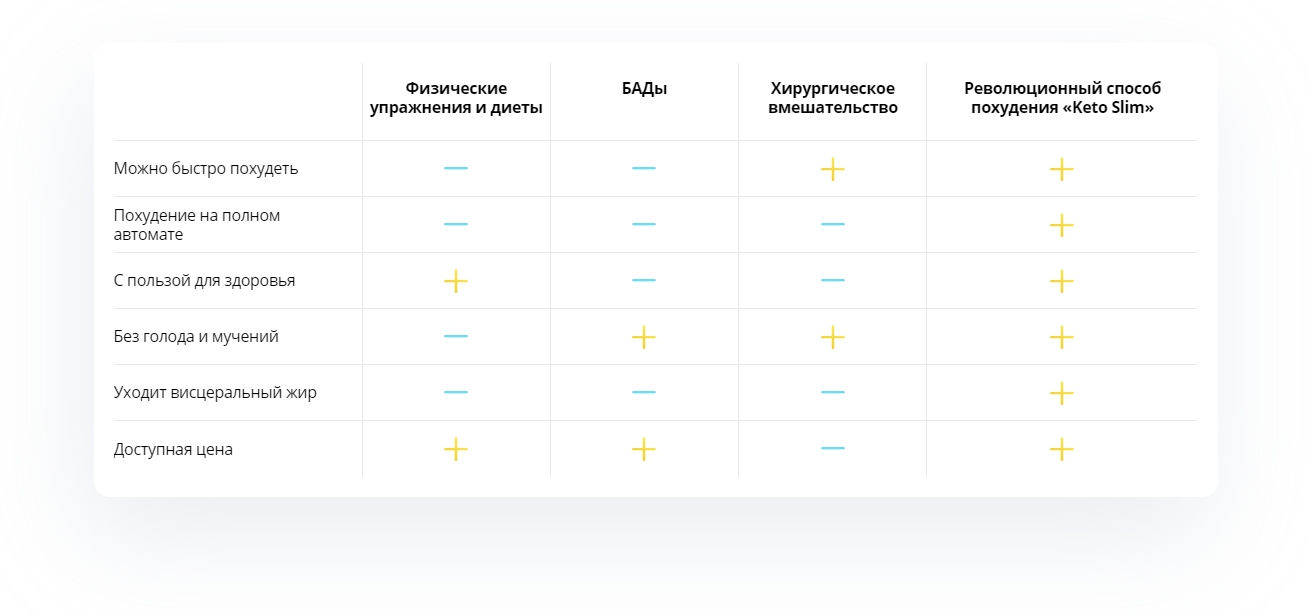 Физические
упражнения и диеты
БАДы
Хирургическое
вмешательство
Революционный способ
похудения «Keto Slim»
Можно быстро похудеть — — + +
Похудение на полном
автомате — — — +
С пользой для здоровья + — — +
Без голода и мучений — + + +
Уходит висцеральный жир — — — +
Доступная цена + + — +